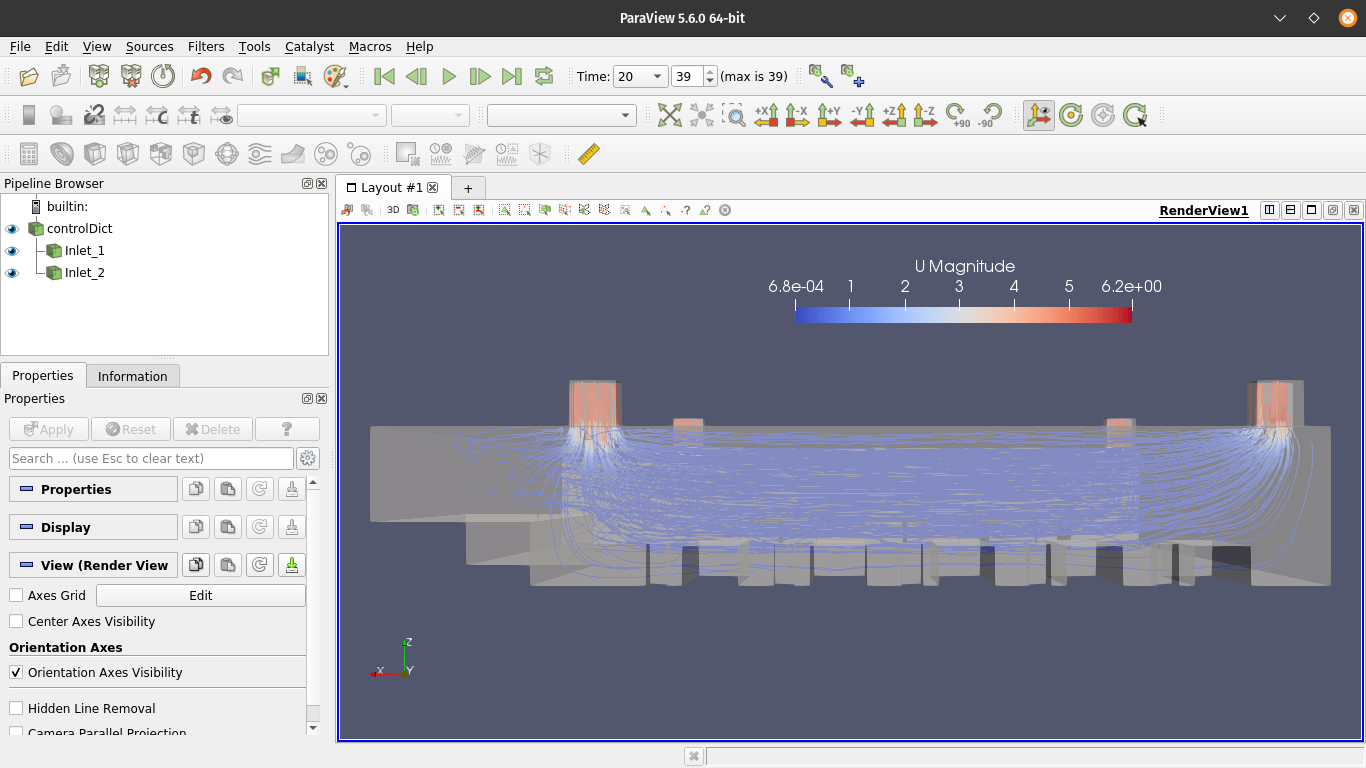 ParaView 5.6.0 64-bit
File Edit View Sources Filters Tools Catalyst Macros Help
Time: 20 39 (max is 39)
+X -X +Y -Y +Z -Z +90 -90
Pipeline Browser
builtin:
controlDict
Inlet_1
Inlet_2
Properties Information
Properties
Apply Reset Delete ?
Search ... (use Esc to clear text)
Properties
Display
View (Render View
Axes Grid Edit
Center Axes Visibility
Orientation Axes
Orientation Axes Visibility
Hidden Line Removal
Camera Parallel Projection
Layout #1 +
3D RenderView1
U Magnitude
6.8e-04 1 2 3 4 5 6.2e+00
Z
X Y